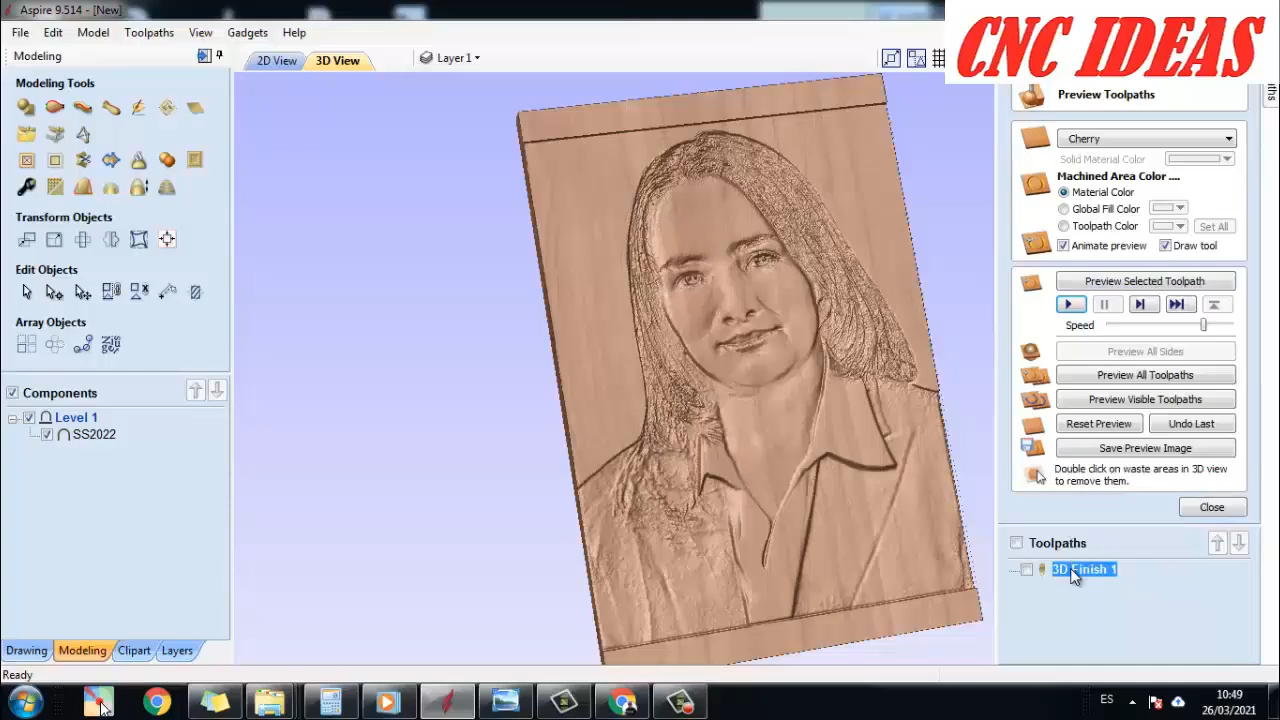 Aspire 9.514 - [New]
CNC IDEAS
File Edit Model Toolpaths View Gadgets Help
Modeling
2D View 3D View Layer1
Modeling Tools
Transform Objects
Edit Objects
Array Objects
Components
Level 1
SS2022
Drawing Modeling Clipart Layers
Ready
Preview Toolpaths
Cherry
Solid Material Color
Machined Area Color ....
Material Color
Global Fill Color
Toolpath Color Set All
Animate preview Draw tool
Preview Selected Toolpath
Speed
Preview All Sides
Preview All Toolpaths
Preview Visible Toolpaths
Reset Preview Undo Last
Save Preview Image
Double click on waste areas in 3D view
to remove them.
Close
Toolpaths
3D Finish 1
ES
10:49
26/03/2021